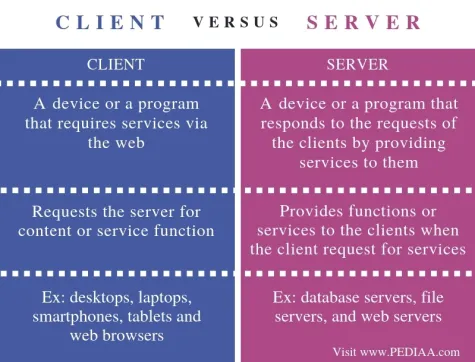 CLIENT VERSUS SERVER
CLIENT
A device or a program
that requires services via
the web
SERVER
A device or a program that
responds to the requests of
the clients by providing
services to them
Requests the server for
content or service function
Provides functions or
services to the clients when
the client request for services
Ex: desktops, laptops,
smartphones, tablets and
web browsers
Ex: database servers, file
servers, and web servers
Visit www.PEDIAA.com